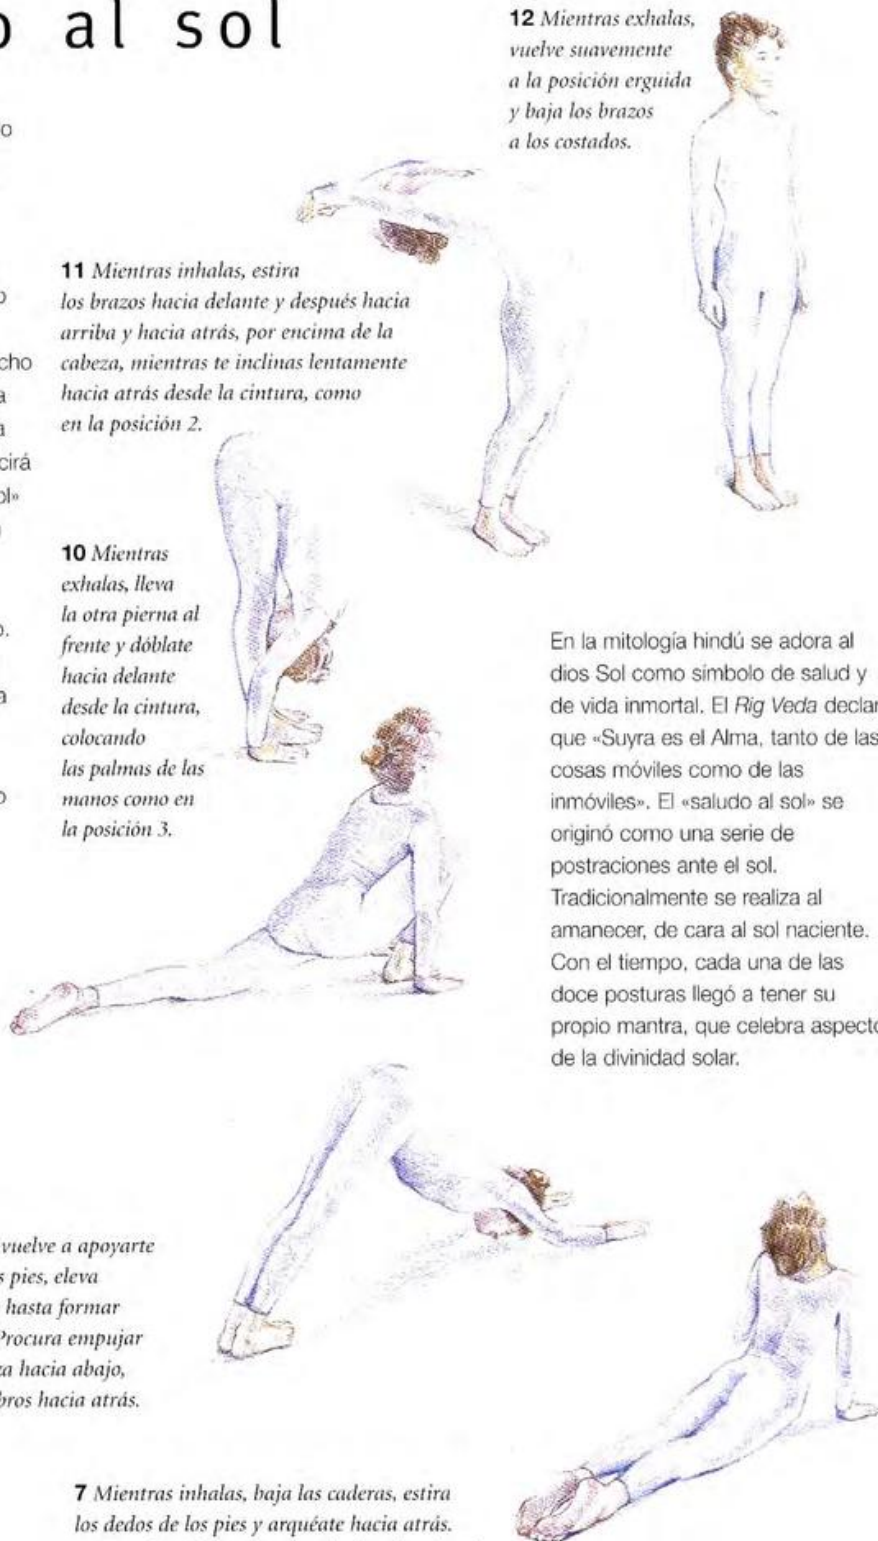 o al sol
12 Mientras exhalas,
vuelve suavemente
a la posición erguida
y baja los brazos
a los costados.
o
11 Mientras inhalas, estira
los brazos hacia delante y después hacia
arriba y hacia atrás, por encima de la
cabeza, mientras te inclinas lentamente
hacia atrás desde la cintura, como
en la posición 2.
o
cho
a
a
cirá
ol»
o.
a
o
10 Mientras
exhalas, lleva
la otra pierna al
frente y dóblate
hacia delante
desde la cintura,
colocando
las palmas de las
manos como en
la posición 3.
En la mitología hindú se adora al
dios Sol como símbolo de salud y
de vida inmortal. El Rig Veda declar
que «Suyra es el Alma, tanto de las
cosas móviles como de las
inmóviles». El «saludo al sol» se
originó como una serie de
postraciones ante el sol.
Tradicionalmente se realiza al
amanecer, de cara al sol naciente.
Con el tiempo, cada una de las
doce posturas llegó a tener su
propio mantra, que celebra aspecto
de la divinidad solar.
vuelve a apoyarte
s pies, eleva
hasta formar
Procura empujar
za hacia abajo,
bros hacia atrás.
7 Mientras inhalas, baja las caderas, estira
los dedos de los pies y arquéate hacia atrás.